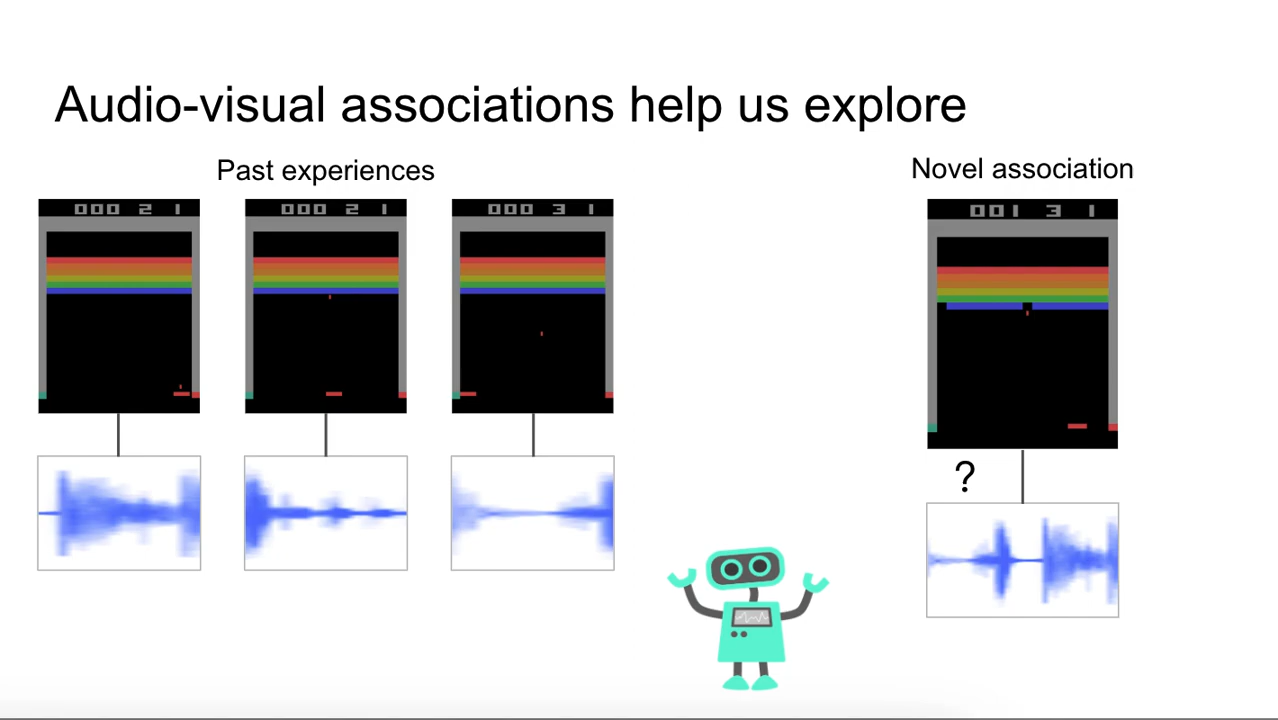 Audio-visual associations help us explore
Past experiences
Novel association
000 2 1
000 2 1
000 3 1
001 3 1
?